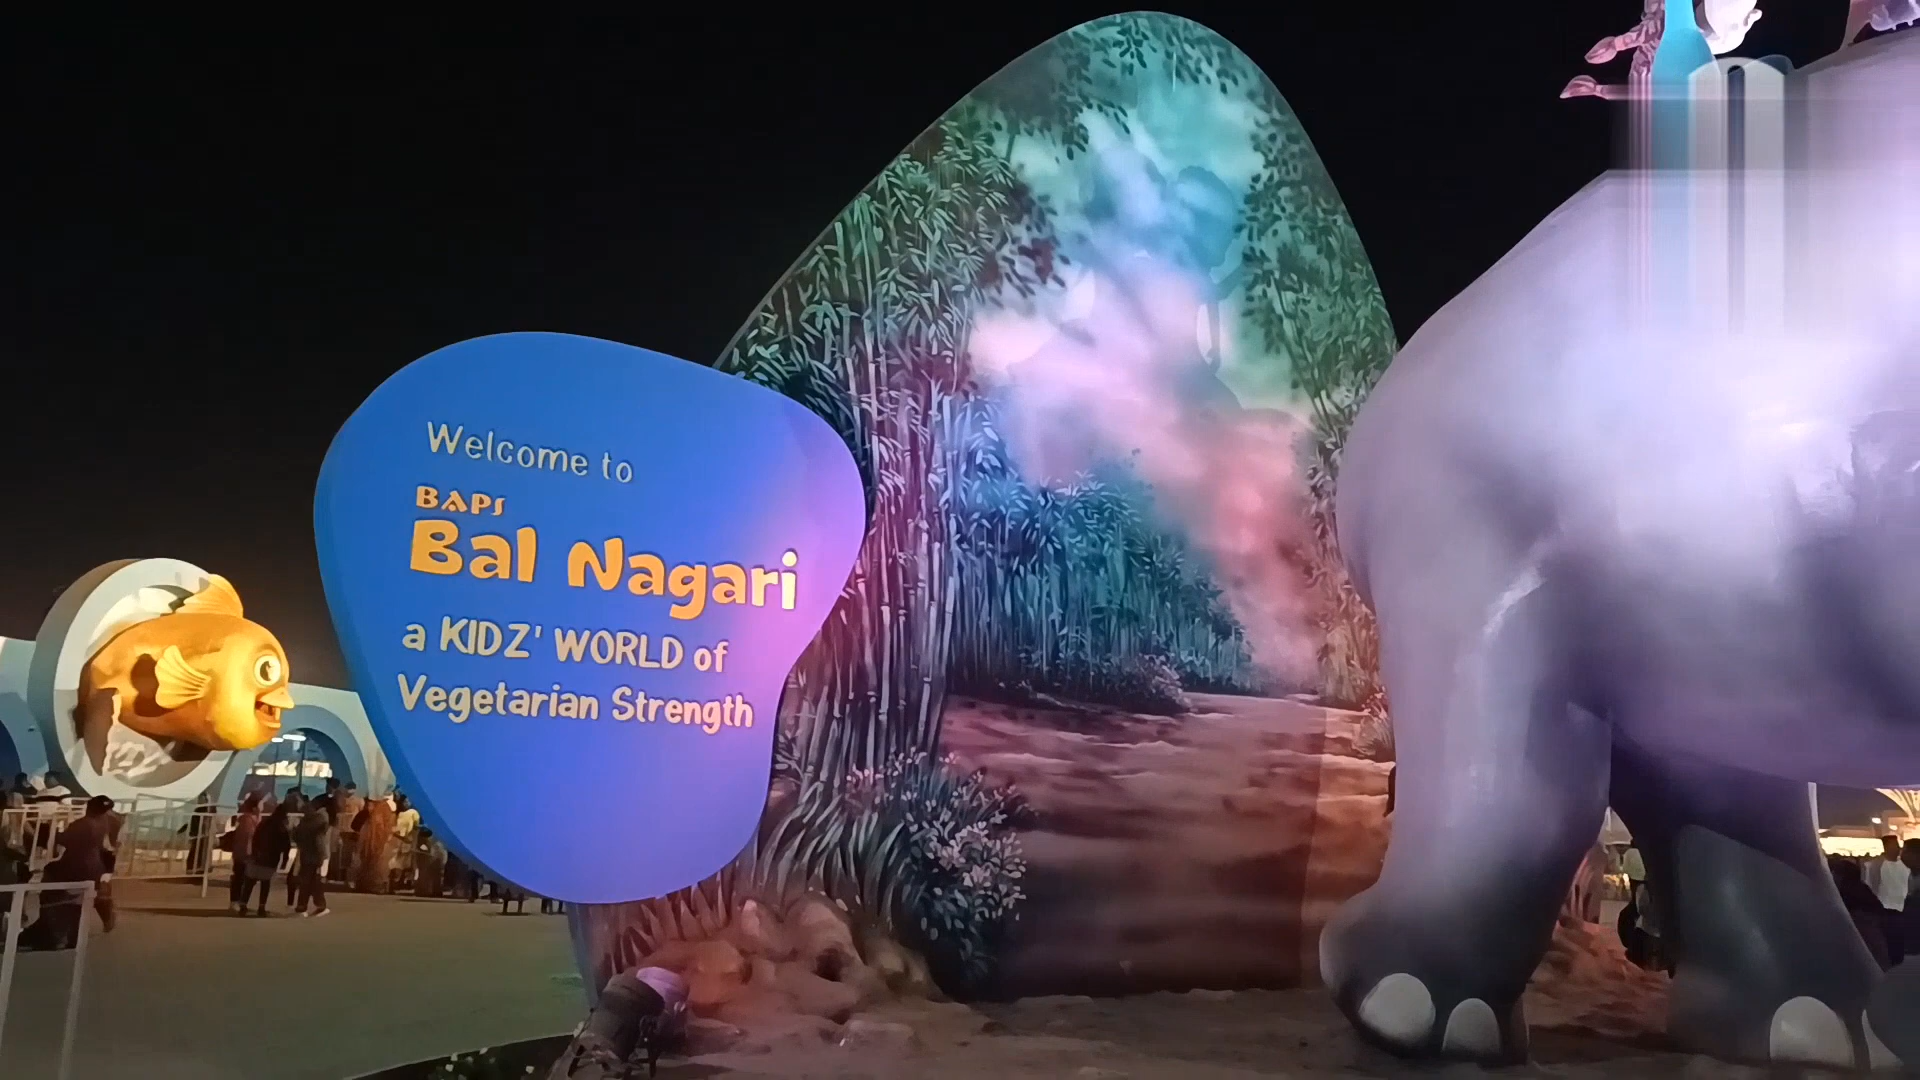 Welcome to
BAPS
Bal Nagari
a KIDZ' WORLD of
Vegetarian Strength